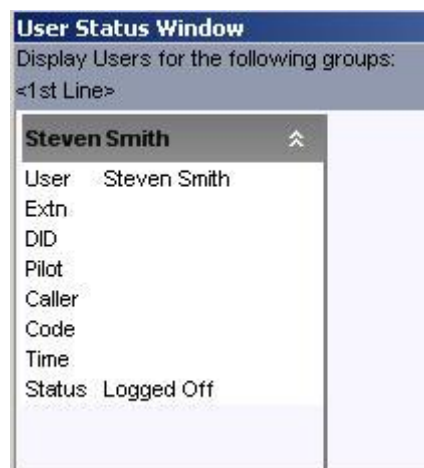 User Status Window
Display Users for the following groups:
<1st Line>
Steven Smith
User Steven Smith
Extn
DID
Pilot
Caller
Code
Time
Status Logged Off